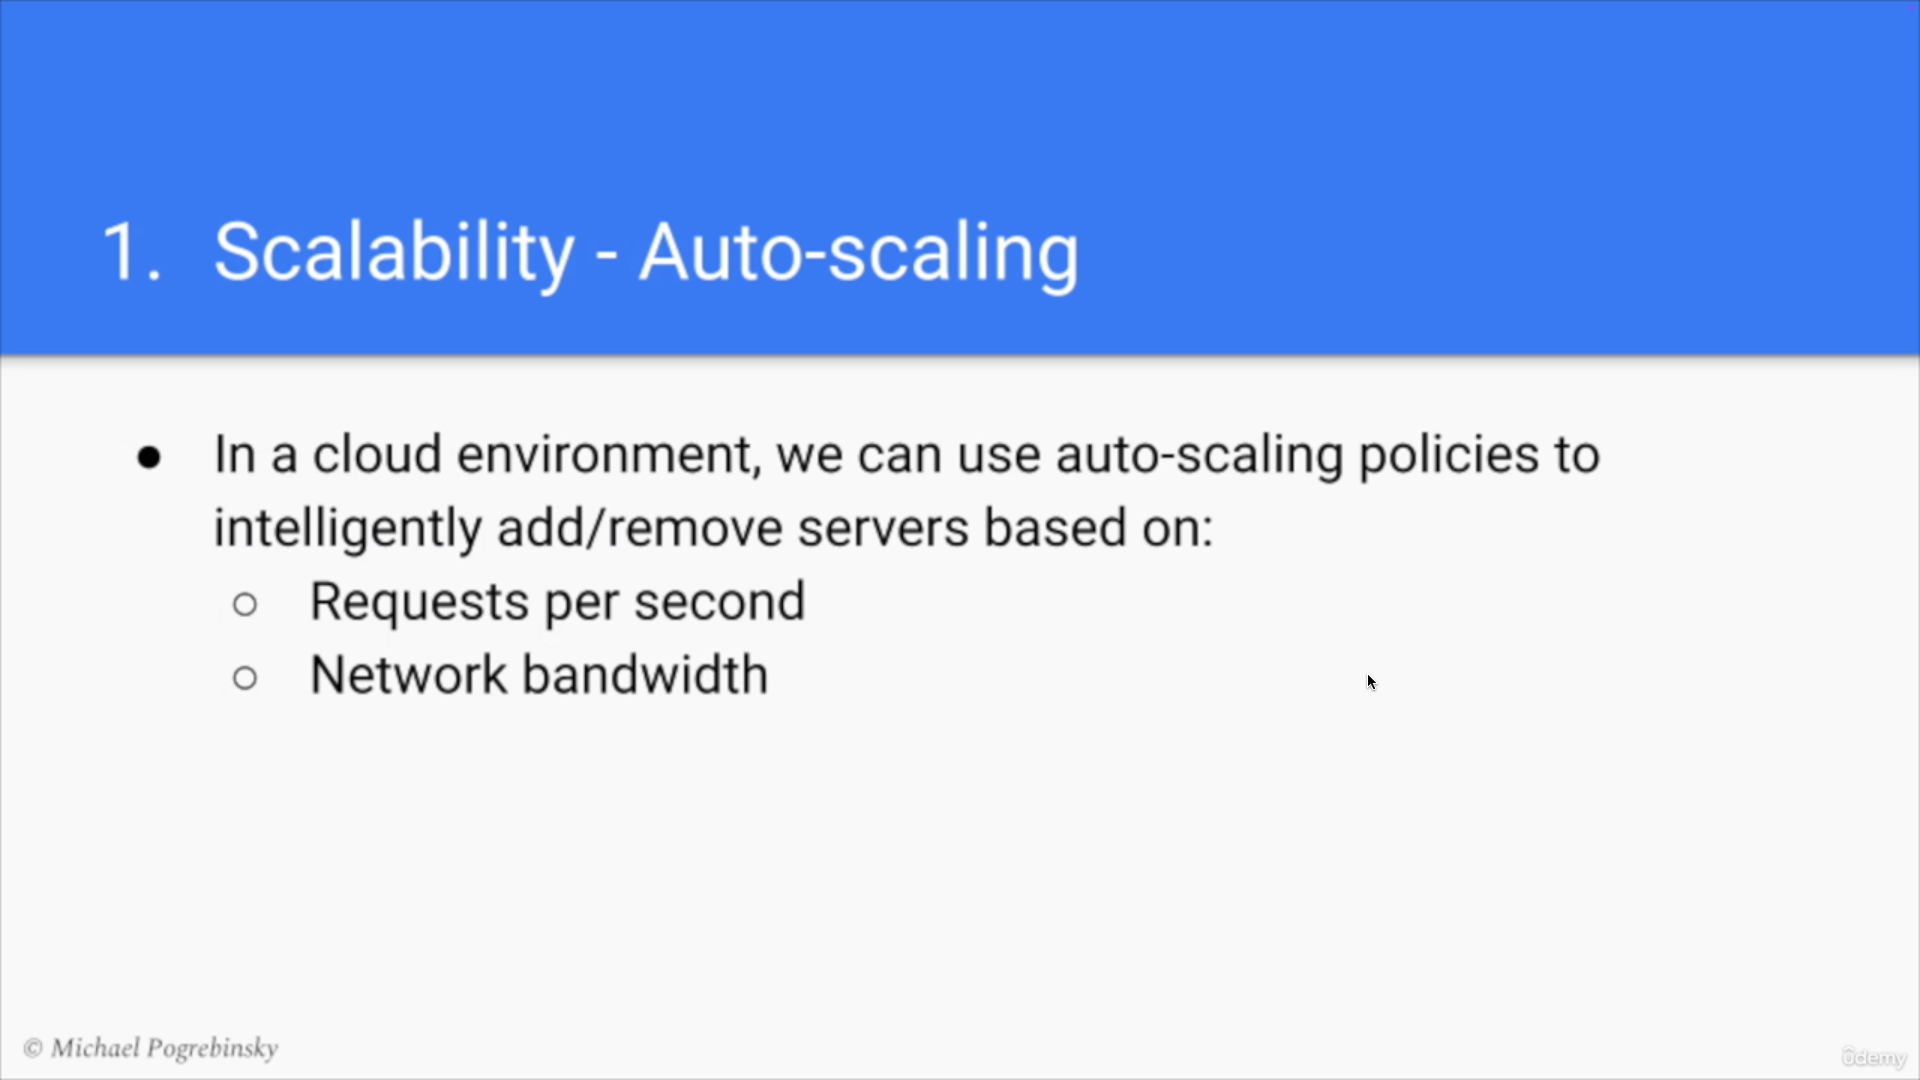 1. Scalability - Auto-scaling
● In a cloud environment, we can use auto-scaling policies to
intelligently add/remove servers based on:
○ Requests per second
○ Network bandwidth
© Michael Pogrebinsky
ûdemy